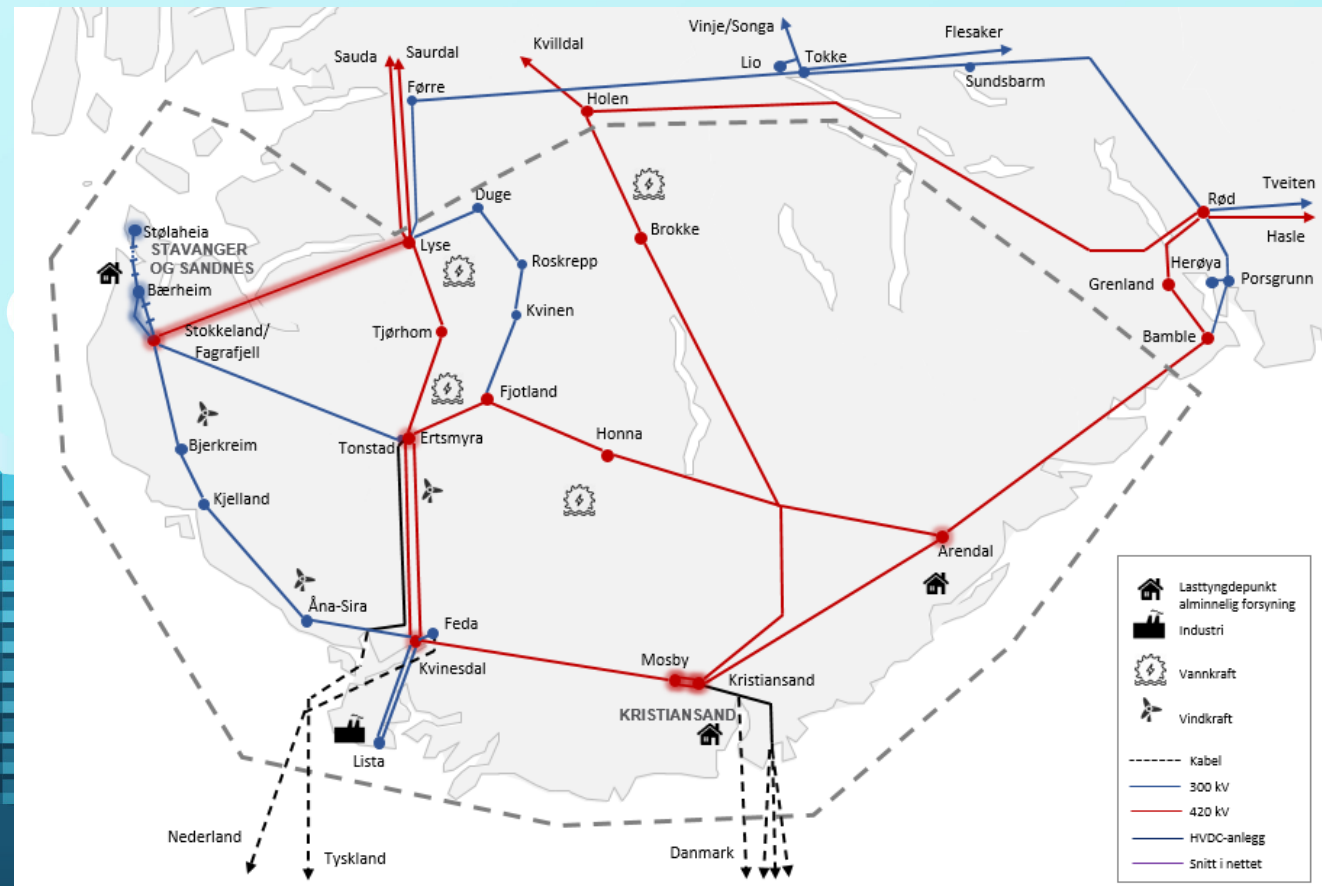 Vinje/Songa
Flesaker
Kvilldal
Sauda
Saurdal
Lio
Tokke
Førre
Sundsbarm
Holen
Duge
Tveiten
Rød
Stølaheia
STAVANGER
OG SANDNES
Lyse
Brokke
Hasle
Roskrepp
Herøya
Porsgrunn
Grenland
Bærheim
Kvinen
Stokkeland/
Fagrafjell
Tjørhom
Bamble
Fjotland
Honna
Tonstad
Ertsmyra
Bjerkreim
Kjelland
Arendal
Åna-Sira
Feda
Kvinesdal
Mosby
Kristiansand
KRISTIANSAND
Lista
Nederland
Tyskland
Danmark
Lasttyngdepunkt
alminnelig forsyning
Industri
Vannkraft
Vindkraft
Kabel
300 kV
420 kV
HVDC-anlegg
Snitt i nettet